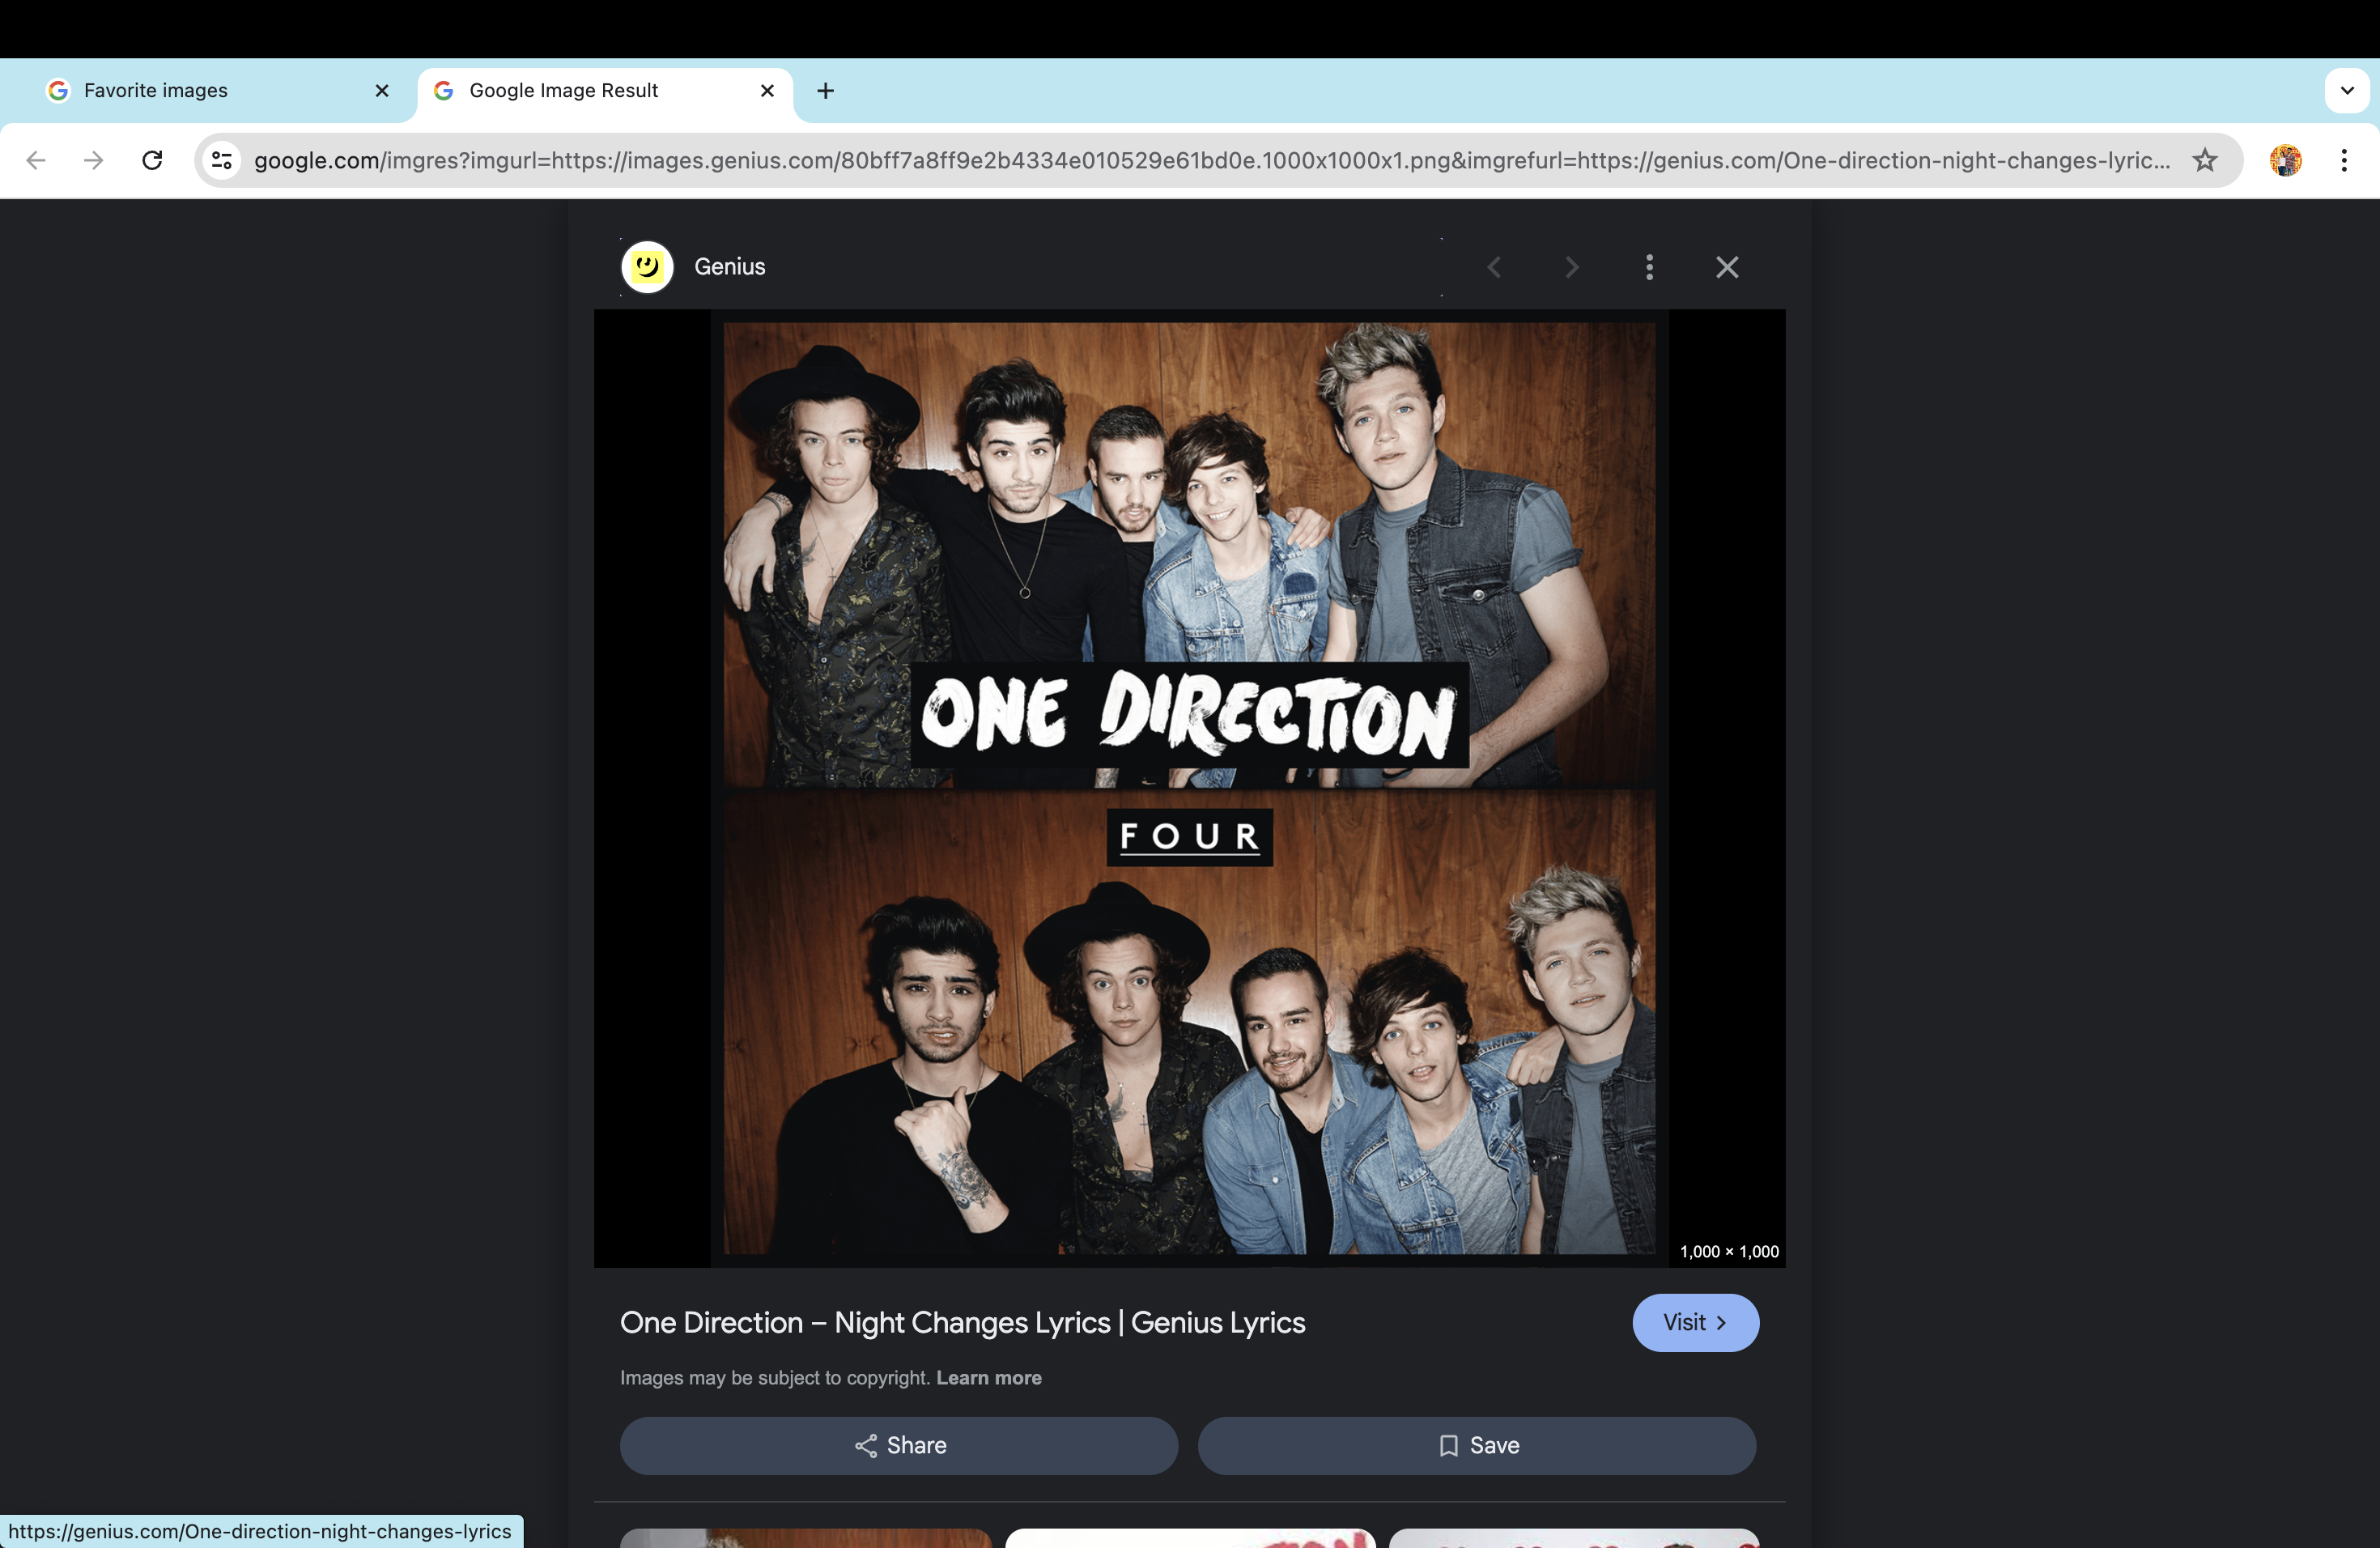 Favorite images
Google Image Result
google.com/imgres?imgurl=https://images.genius.com/80bff7a8ff9e2b4334e010529e61bd0e.1000x1000x1.png&imgrefurl=https://genius.com/One-direction-night-changes-lyric...
Genius
ONE DIRECTION
FOUR
1,000 × 1,000
One Direction – Night Changes Lyrics | Genius Lyrics
Visit
Images may be subject to copyright. Learn more
Share
Save
https://genius.com/One-direction-night-changes-lyrics